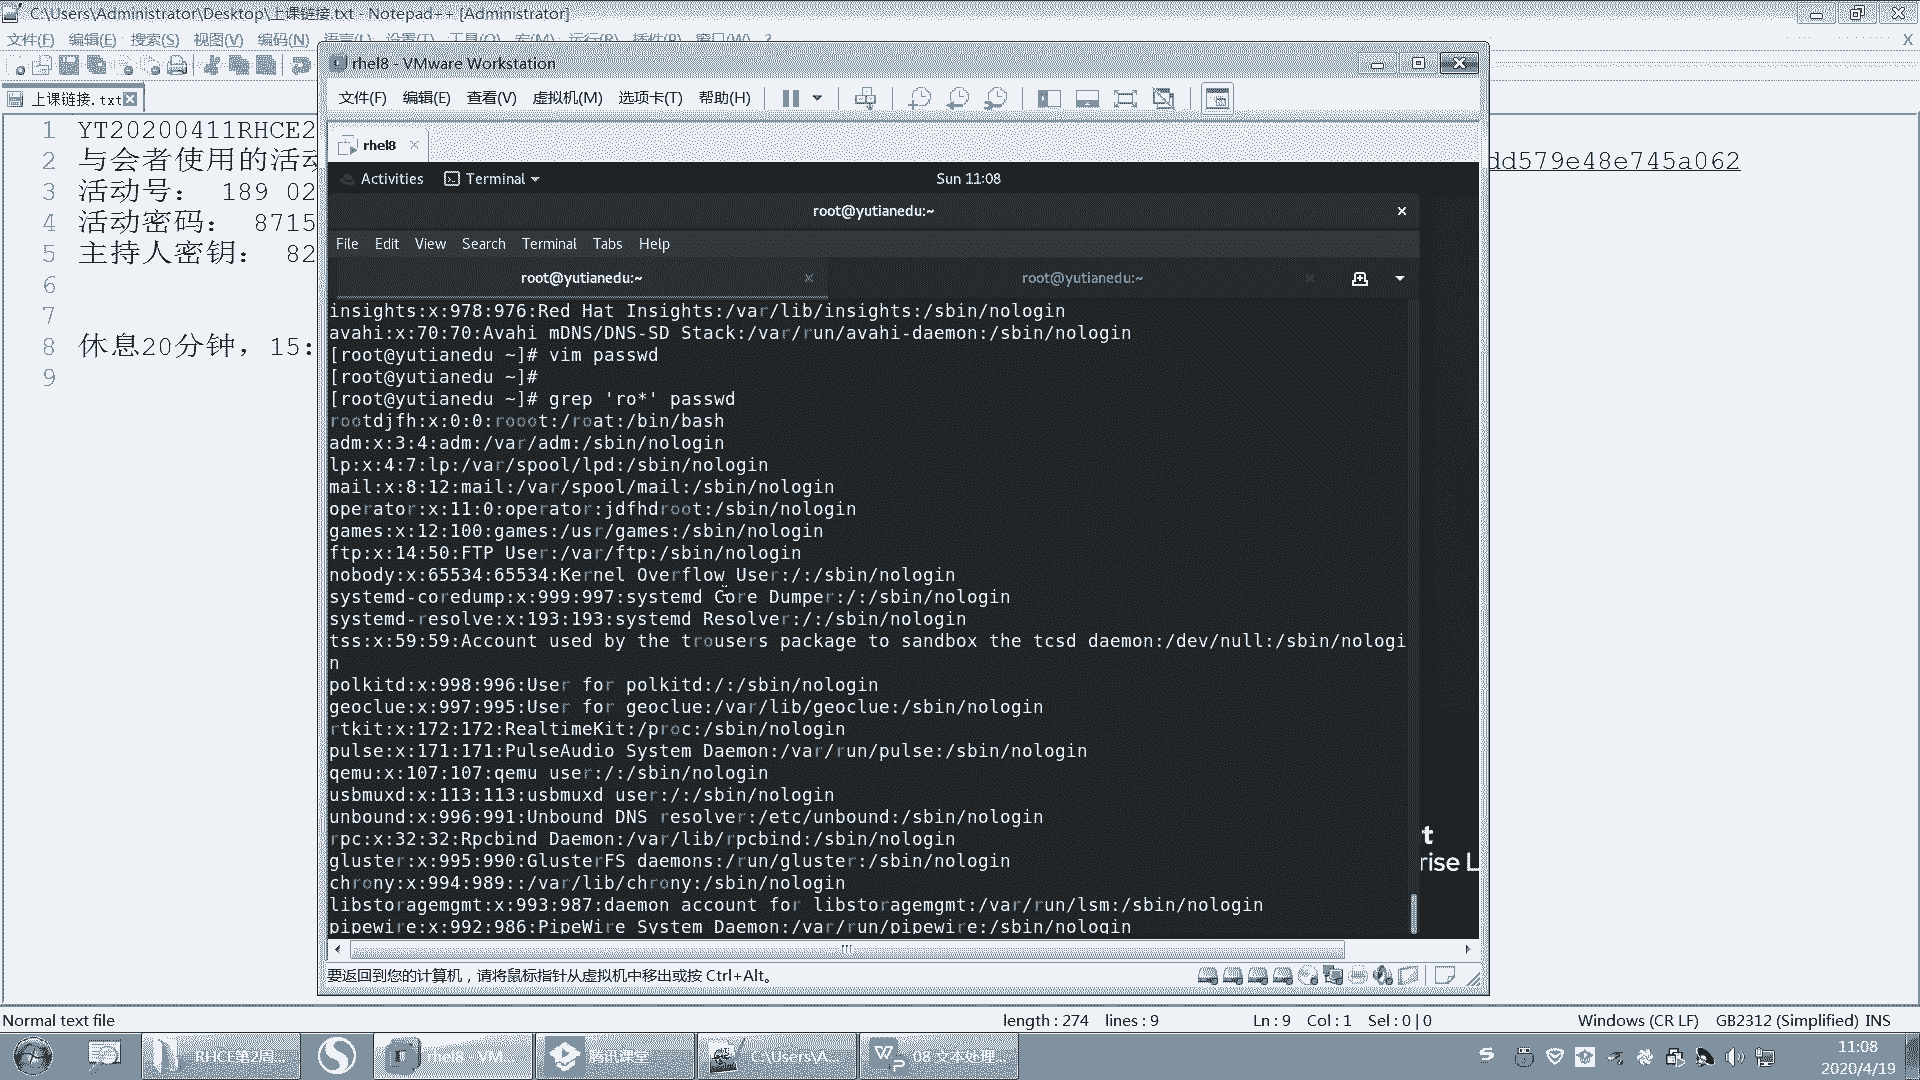 C:\Users\Administrator\Desktop\上课链接.txt - Notepad++ [Administrator]
文件(F) 编辑(E) 搜索(S) 视图(V) 编码(N) 语言(L) 设置(T) 工具(O) 宏(M) 运行(R) 插件(P) 窗口(W) ?
X
上课链接.txt
1 YT20200411RHCE2
2 与会者使用的活动
dd579e48e745a062
3 活动号： 189 02
4 活动密码： 8715
5 主持人密钥： 82
6
7
8 休息20分钟，15：
9
rhel8 - VMware Workstation
文件(F) 编辑(E) 查看(V) 虚拟机(M) 选项卡(T) 帮助(H)
rhel8
Activities Terminal Sun 11:08
root@yutianedu:~
File Edit View Search Terminal Tabs Help
root@yutianedu:~ root@yutianedu:~
insights:x:978:976:Red Hat Insights:/var/lib/insights:/sbin/nologin
avahi:x:70:70:Avahi mDNS/DNS-SD Stack:/var/run/avahi-daemon:/sbin/nologin
[root@yutianedu ~]# vim passwd
[root@yutianedu ~]#
[root@yutianedu ~]# grep 'ro*' passwd
rootdjfh:x:0:0:rooot:/roat:/bin/bash
adm:x:3:4:adm:/var/adm:/sbin/nologin
lp:x:4:7:lp:/var/spool/lpd:/sbin/nologin
mail:x:8:12:mail:/var/spool/mail:/sbin/nologin
operator:x:11:0:operator:jdfhdroot:/sbin/nologin
games:x:12:100:games:/usr/games:/sbin/nologin
ftp:x:14:50:FTP User:/var/ftp:/sbin/nologin
nobody:x:65534:65534:Kernel Overflow User:/:/sbin/nologin
systemd-coredump:x:999:997:systemd Core Dumper:/:/sbin/nologin
systemd-resolve:x:193:193:systemd Resolver:/:/sbin/nologin
tss:x:59:59:Account used by the trousers package to sandbox the tcsd daemon:/dev/null:/sbin/nologi
n
polkitd:x:998:996:User for polkitd:/:/sbin/nologin
geoclue:x:997:995:User for geoclue:/var/lib/geoclue:/sbin/nologin
rtkit:x:172:172:RealtimeKit:/proc:/sbin/nologin
pulse:x:171:171:PulseAudio System Daemon:/var/run/pulse:/sbin/nologin
qemu:x:107:107:qemu user:/:/sbin/nologin
usbmuxd:x:113:113:usbmuxd user:/:/sbin/nologin
unbound:x:996:991:Unbound DNS resolver:/etc/unbound:/sbin/nologin
rpc:x:32:32:Rpcbind Daemon:/var/lib/rpcbind:/sbin/nologin
gluster:x:995:990:GlusterFS daemons:/run/gluster:/sbin/nologin
chrony:x:994:989::/var/lib/chrony:/sbin/nologin
libstoragemgmt:x:993:987:daemon account for libstoragemgmt:/var/run/lsm:/sbin/nologin
pipewire:x:992:986:PipeWire System Daemon:/var/run/pipewire:/sbin/nologin
t
rise L
要返回到您的计算机，请将鼠标指针从虚拟机中移出或按 Ctrl+Alt。
Normal text file length : 274 lines : 9 Ln : 9 Col : 1 Sel : 0 | 0 Windows (CR LF) GB2312 (Simplified) INS
RHCE第2周... rhel8 - VM... 腾讯课堂 C:\Users\A... 08 文本处理...
11:08
2020/4/19